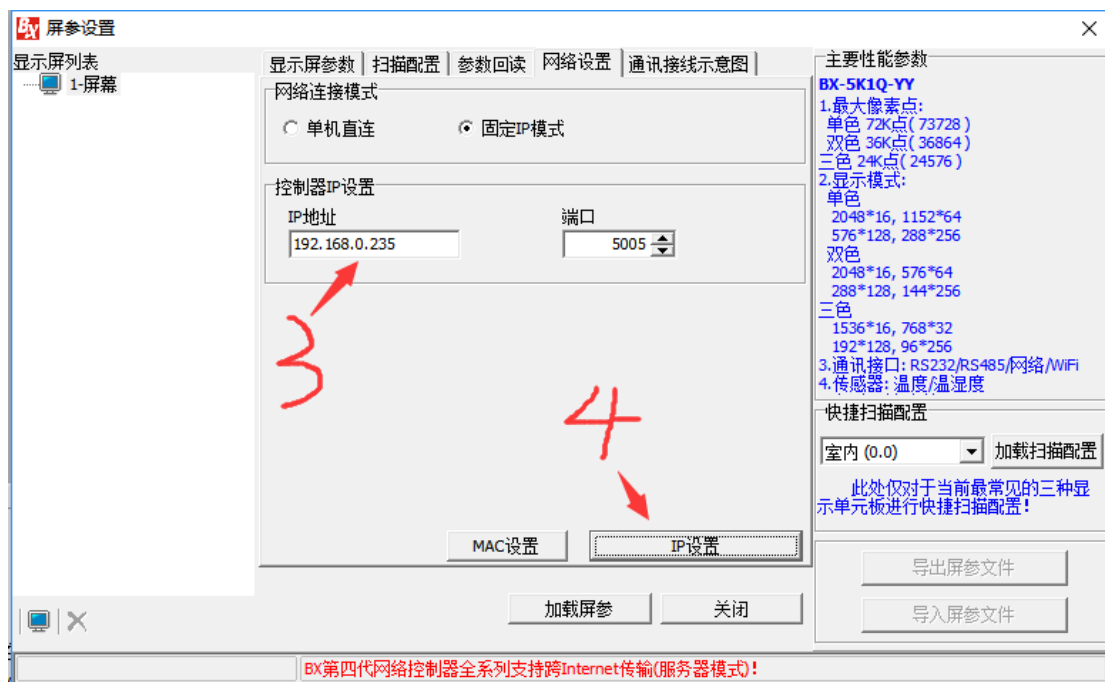 BX 屏参设置
显示屏列表
1-屏幕
显示屏参数 扫描配置 参数回读 网络设置 通讯接线示意图
网络连接模式
单机直连 固定IP模式
控制器IP设置
IP地址 端口
192.168.0.235 5005
3
4
MAC设置 IP设置
加载屏参 关闭
主要性能参数
BX-5K1Q-YY
1.最大像素点:
单色 72K点( 73728 )
双色 36K点( 36864 )
三色 24K点( 24576 )
2.显示模式:
单色
2048*16, 1152*64
576*128, 288*256
双色
2048*16, 576*64
288*128, 144*256
三色
1536*16, 768*32
192*128, 96*256
3.通讯接口: RS232/RS485/网络/WiFi
4.传感器: 温度/温湿度
快捷扫描配置
室内 (0.0) 加载扫描配置
此处仅对于当前最常见的三种显
示单元板进行快捷扫描配置!
导出屏参文件
导入屏参文件
BX第四代网络控制器全系列支持跨Internet传输(服务器模式)!